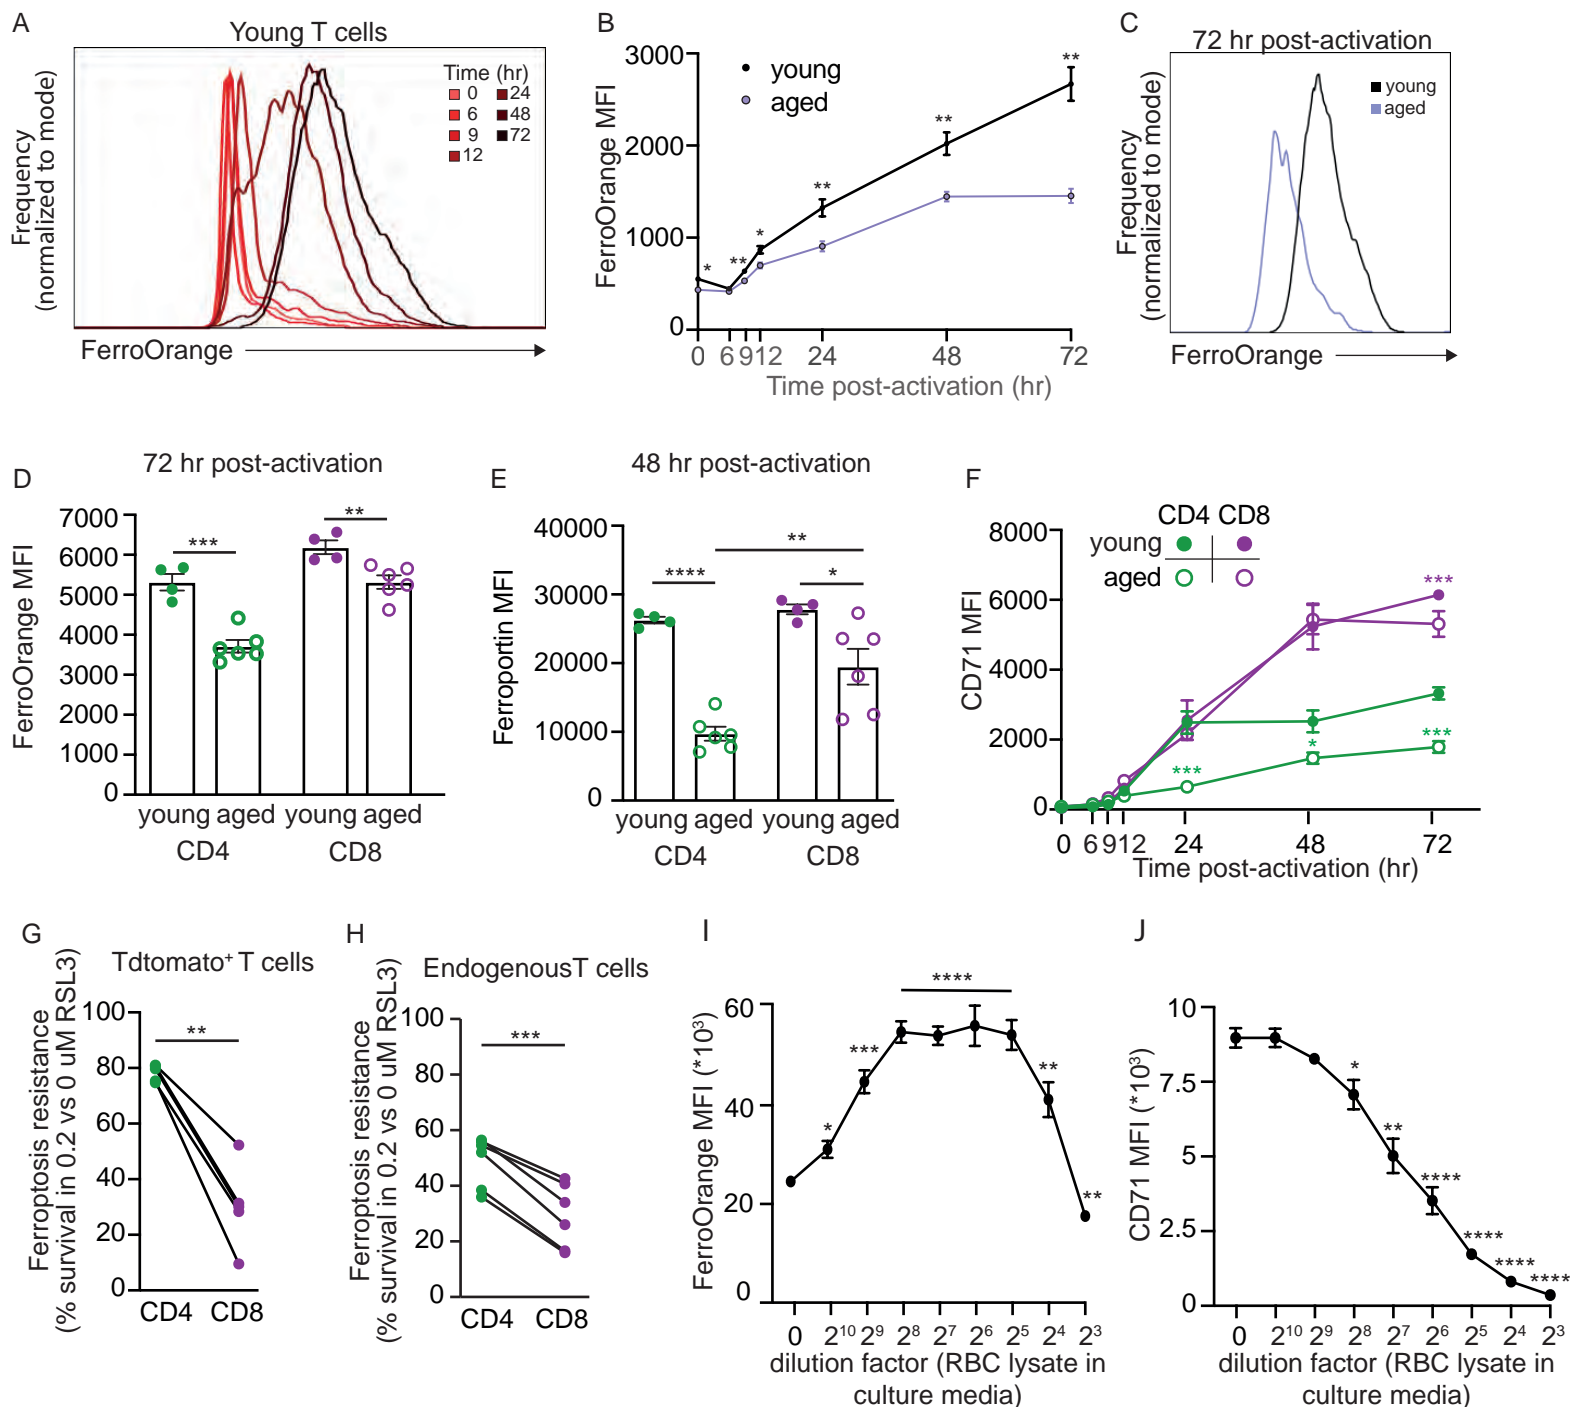 A
Young T cells
Frequency
(normalized to mode)
Time (hr)
0 24
6 48
9 72
12
FerroOrange
B
FerroOrange MFI
3000
2000
1000
0
young
aged
*
**
*
**
**
**
0 6 9 12 24 48 72
Time post-activation (hr)
C
72 hr post-activation
Frequency
(normalized to mode)
young
aged
FerroOrange
D
72 hr post-activation
FerroOrange MFI
7000
6000
5000
4000
3000
2000
1000
0
***
**
young aged young aged
CD4 CD8
E
48 hr post-activation
Ferroportin MFI
40000
30000
20000
10000
0
**
****
*
young aged young aged
CD4 CD8
F
CD71 MFI
8000
6000
4000
2000
0
CD4 CD8
young
aged
***
***
*
***
0 6 9 12 24 48 72
Time post-activation (hr)
G
Tdtomato⁺ T cells
Ferroptosis resistance
(% survival in 0.2 vs 0 uM RSL3)
100
80
60
40
20
0
**
CD4 CD8
H
EndogenousT cells
Ferroptosis resistance
(% survival in 0.2 vs 0 uM RSL3)
100
80
60
40
20
0
***
CD4 CD8
I
FerroOrange MFI (*10³)
60
40
20
0
*
***
****
**
**
0 2¹⁰ 2⁹ 2⁸ 2⁷ 2⁶ 2⁵ 2⁴ 2³
dilution factor (RBC lysate in
culture media)
J
CD71 MFI (*10³)
10
7.5
5
2.5
0
*
**
****
****
****
****
0 2¹⁰ 2⁹ 2⁸ 2⁷ 2⁶ 2⁵ 2⁴ 2³
dilution factor (RBC lysate in
culture media)